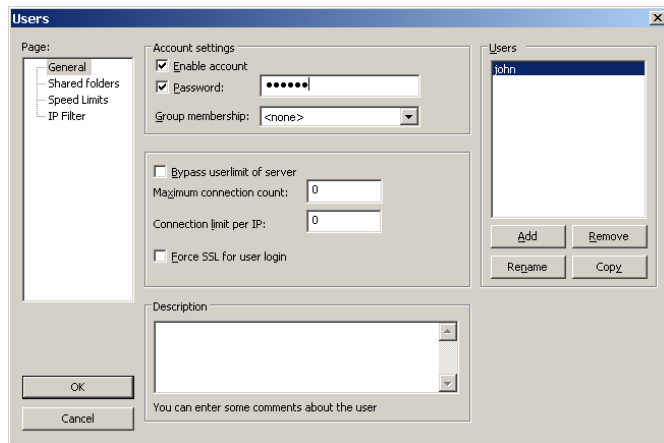 Users
Page:
General
Shared folders
Speed Limits
IP Filter
OK
Cancel
Account settings
Enable account
Password: ••••••
Group membership: <none>
Bypass userlimit of server
Maximum connection count: 0
Connection limit per IP: 0
Force SSL for user login
Description
You can enter some comments about the user
Users
john
Add Remove
Rename Copy